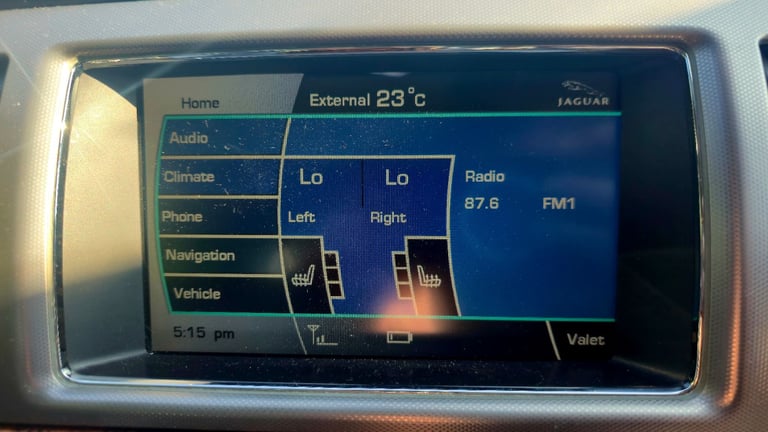 Home
External 23°C
JAGUAR
Audio
Climate
Phone
Navigation
Vehicle
Lo
Lo
Left
Right
Radio
87.6 FM1
5:15 pm
Valet